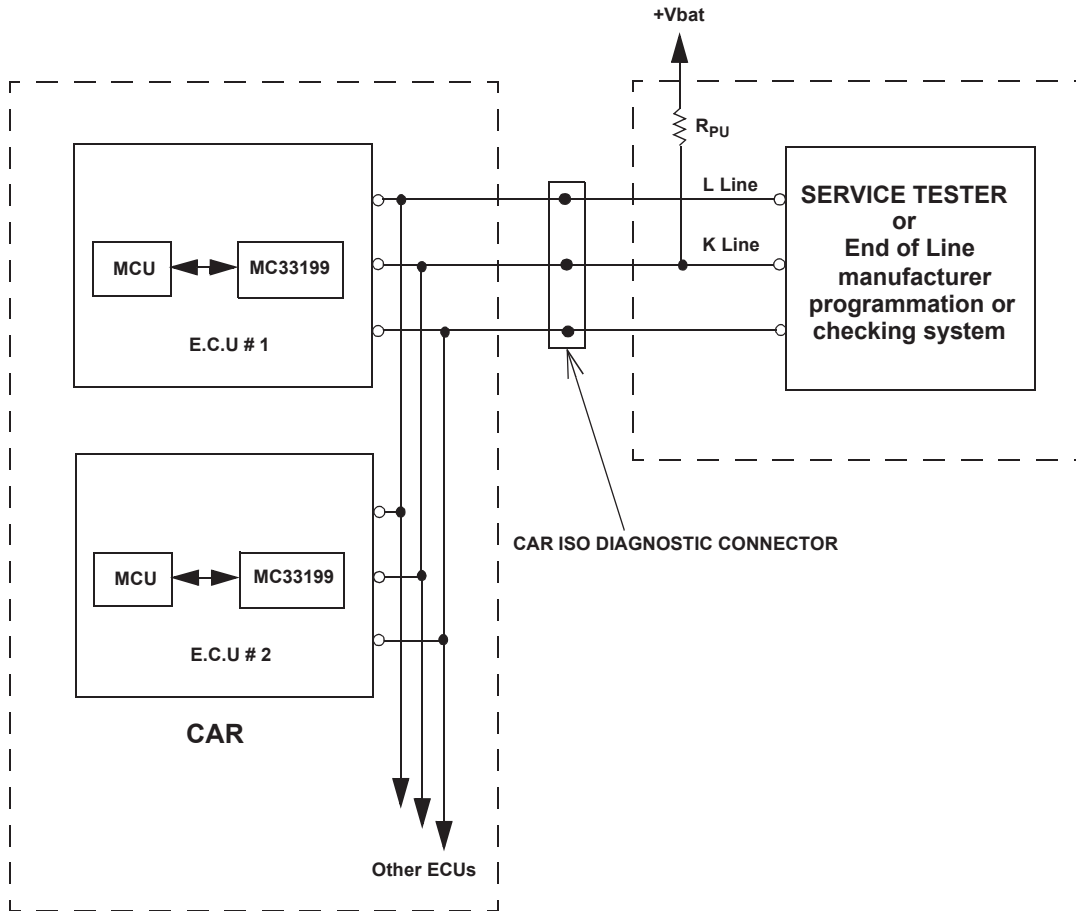 +Vbat
RPU
L Line
K Line
SERVICE TESTER
or
End of Line
manufacturer
programmation or
checking system
MCU
MC33199
E.C.U # 1
CAR ISO DIAGNOSTIC CONNECTOR
MCU
MC33199
E.C.U # 2
CAR
Other ECUs